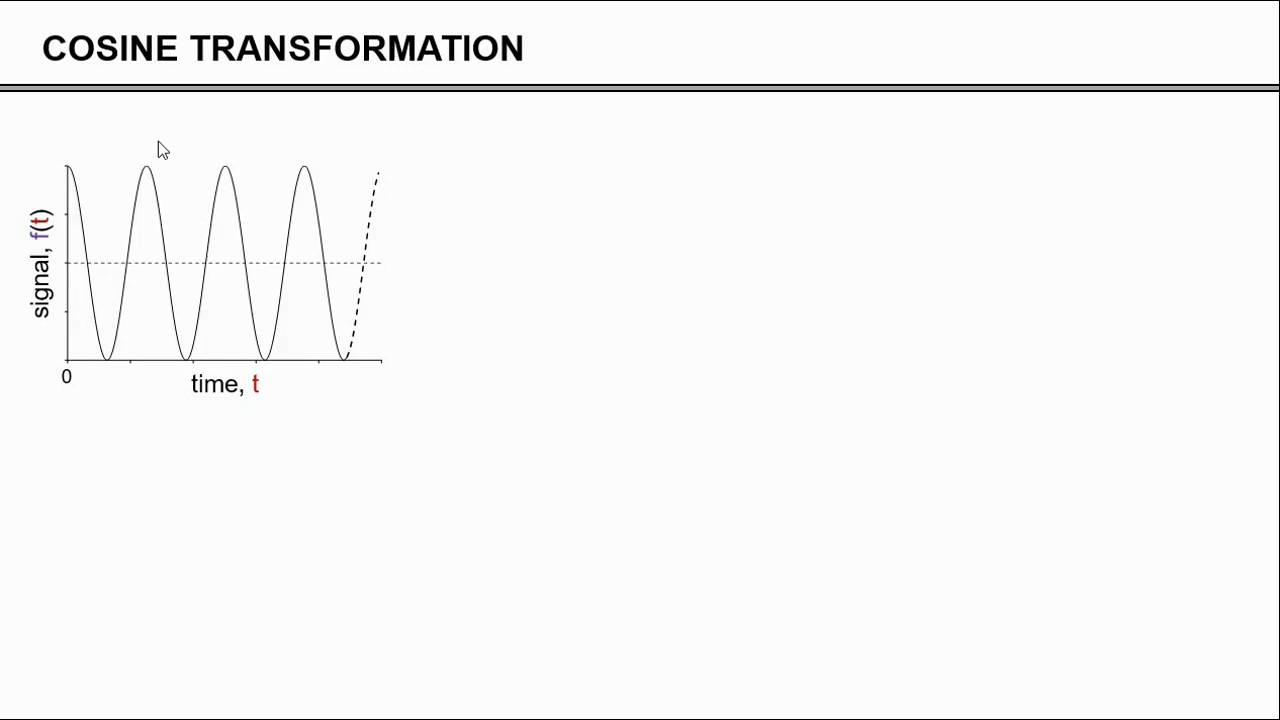 COSINE TRANSFORMATION
signal, f(t)
0
time, t